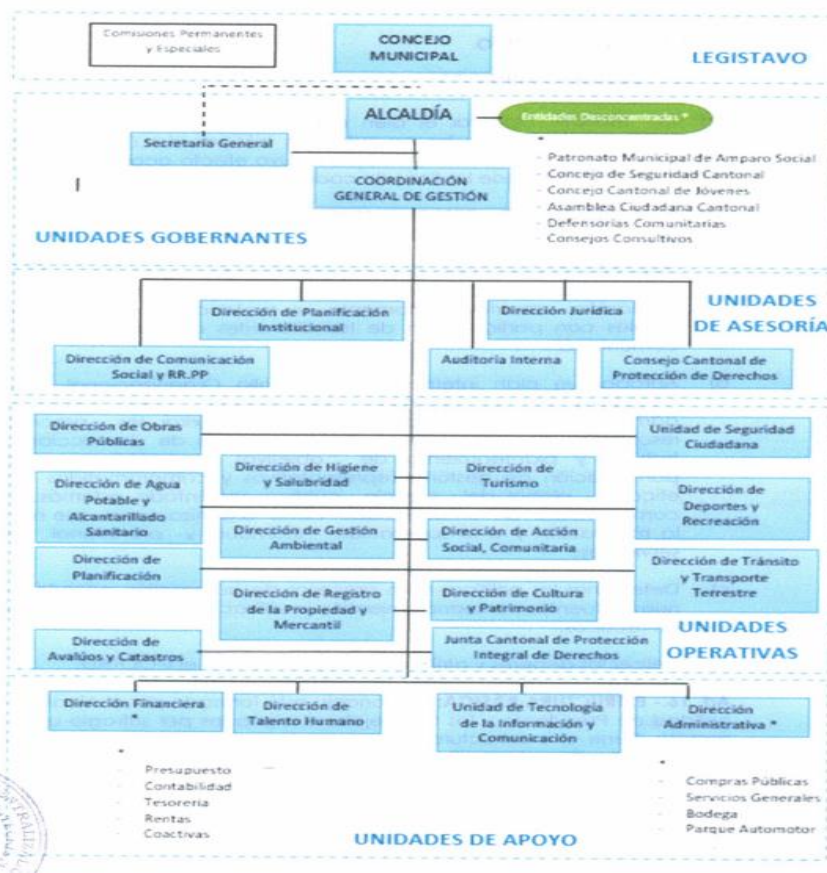 Comisiones Permanentes
y Especiales
CONCEJO
MUNICIPAL
LEGISTAVO
ALCALDÍA
Entidades Desconcentradas *
Secretaría General
COORDINACIÓN
GENERAL DE GESTIÓN
*
- Patronato Municipal de Amparo Social
- Concejo de Seguridad Cantonal
- Concejo Cantonal de Jóvenes
- Asamblea Ciudadana Cantonal
- Defensorías Comunitarias
- Consejos Consultivos
UNIDADES GOBERNANTES
Dirección de Planificación
Institucional
Dirección Jurídica
UNIDADES
DE ASESORÍA
Dirección de Comunicación
Social y RR.PP
Auditoría Interna
Consejo Cantonal de
Protección de Derechos
Dirección de Obras
Públicas
Unidad de Seguridad
Ciudadana
Dirección de Higiene
y Salubridad
Dirección de
Turismo
Dirección de Agua
Potable y
Alcantarillado
Sanitario
Dirección de
Deportes y
Recreación
Dirección de Gestión
Ambiental
Dirección de Acción
Social, Comunitaria
Dirección de
Planificación
Dirección de Tránsito
y Transporte
Terrestre
Dirección de Registro
de la Propiedad y
Mercantil
Dirección de Cultura
y Patrimonio
Dirección de
Avalúos y Catastros
Junta Cantonal de Protección
Integral de Derechos
UNIDADES
OPERATIVAS
Dirección Financiera
*
Dirección de
Talento Humano
Unidad de Tecnología
de la Información y
Comunicación
Dirección
Administrativa *
*
- Presupuesto
- Contabilidad
- Tesorería
- Rentas
- Coactivas
*
- Compras Públicas
- Servicios Generales
- Bodega
- Parque Automotor
UNIDADES DE APOYO